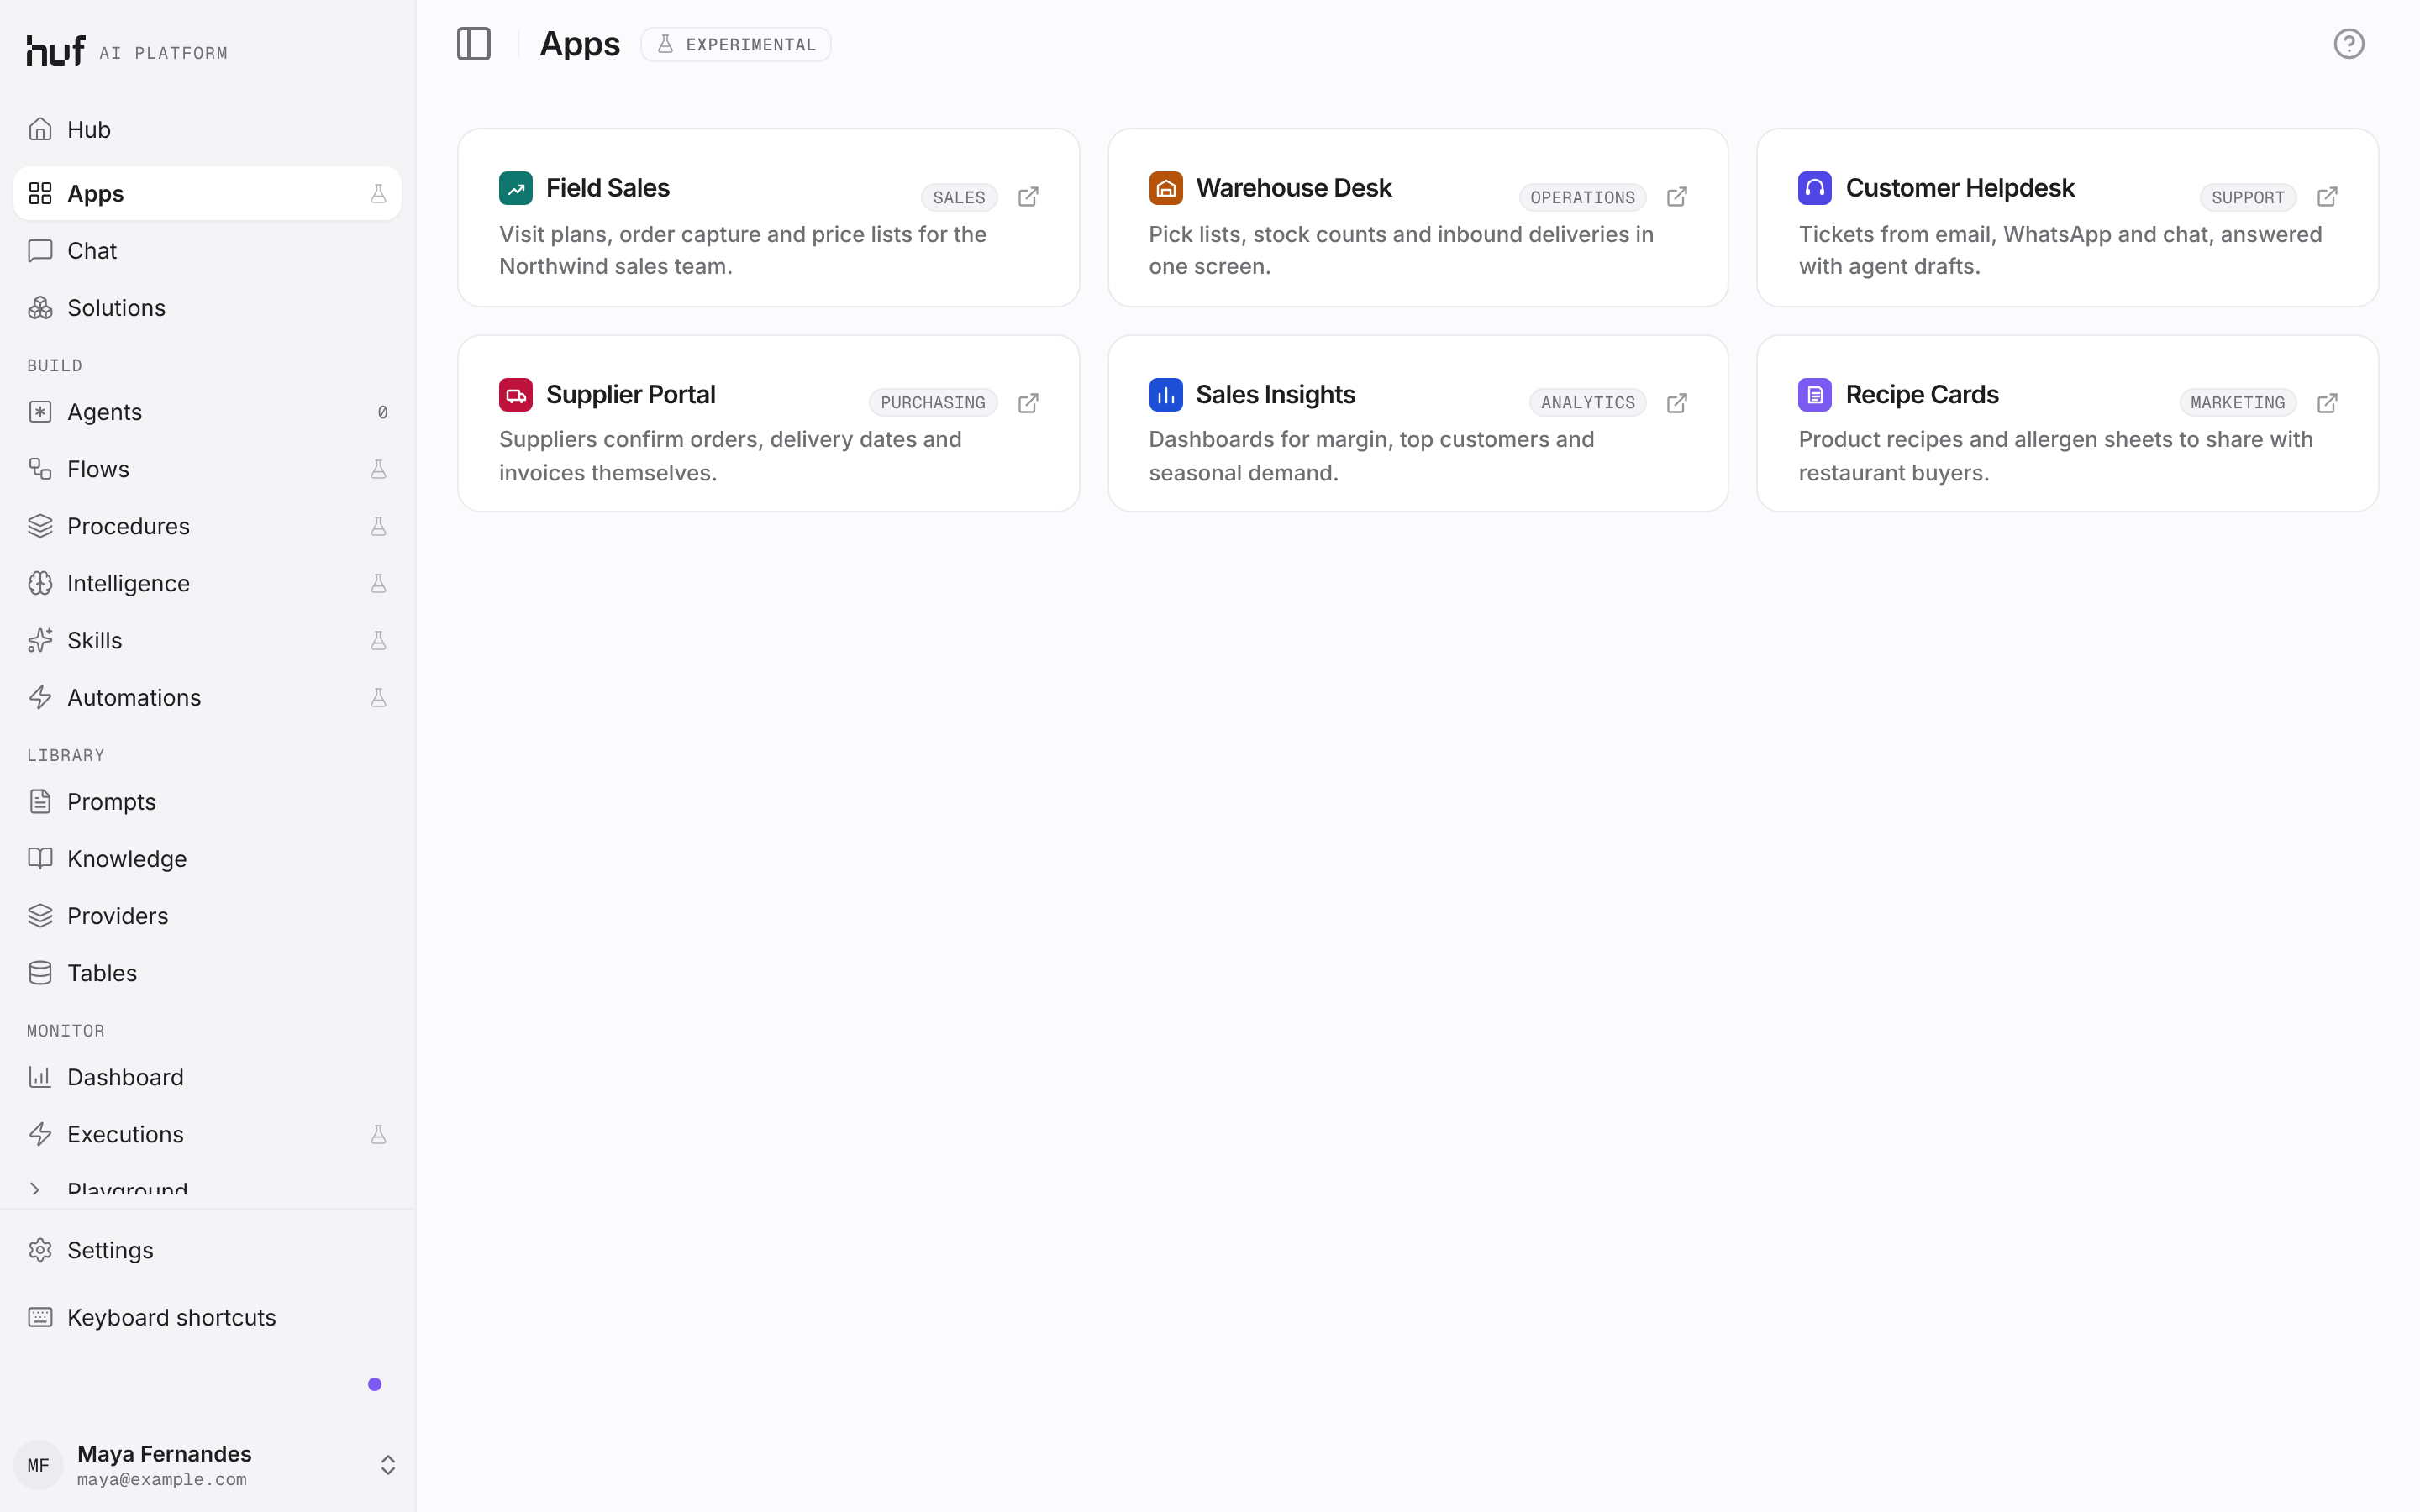 huf AI PLATFORM
Hub
Apps
Chat
Solutions
BUILD
Agents 0
Flows
Procedures
Intelligence
Skills
Automations
LIBRARY
Prompts
Knowledge
Providers
Tables
MONITOR
Dashboard
Executions
Playground
Settings
Keyboard shortcuts
MF
Maya Fernandes
maya@example.com
Apps EXPERIMENTAL
Field Sales SALES
Visit plans, order capture and price lists for the
Northwind sales team.
Warehouse Desk OPERATIONS
Pick lists, stock counts and inbound deliveries in
one screen.
Customer Helpdesk SUPPORT
Tickets from email, WhatsApp and chat, answered
with agent drafts.
Supplier Portal PURCHASING
Suppliers confirm orders, delivery dates and
invoices themselves.
Sales Insights ANALYTICS
Dashboards for margin, top customers and
seasonal demand.
Recipe Cards MARKETING
Product recipes and allergen sheets to share with
restaurant buyers.